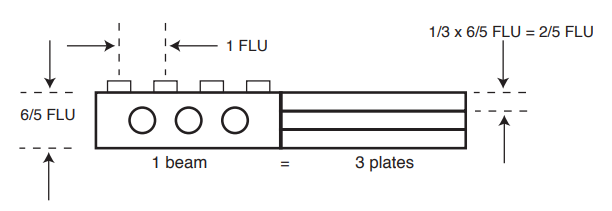 1/3 x 6/5 FLU = 2/5 FLU
1 FLU
6/5 FLU
1 beam = 3 plates